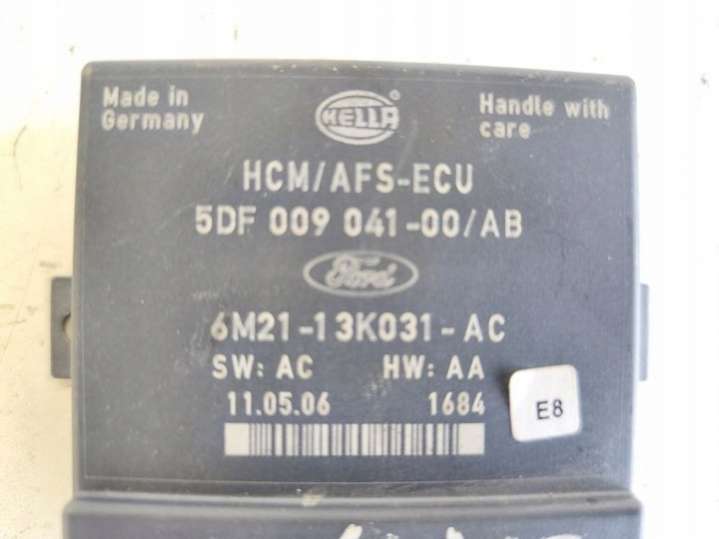 Made in
Germany
HELLA
Handle with
care
HCM/AFS-ECU
5DF 009 041-00/AB
Ford
6M21-13K031-AC
SW: AC HW: AA
11.05.06 1684
E8